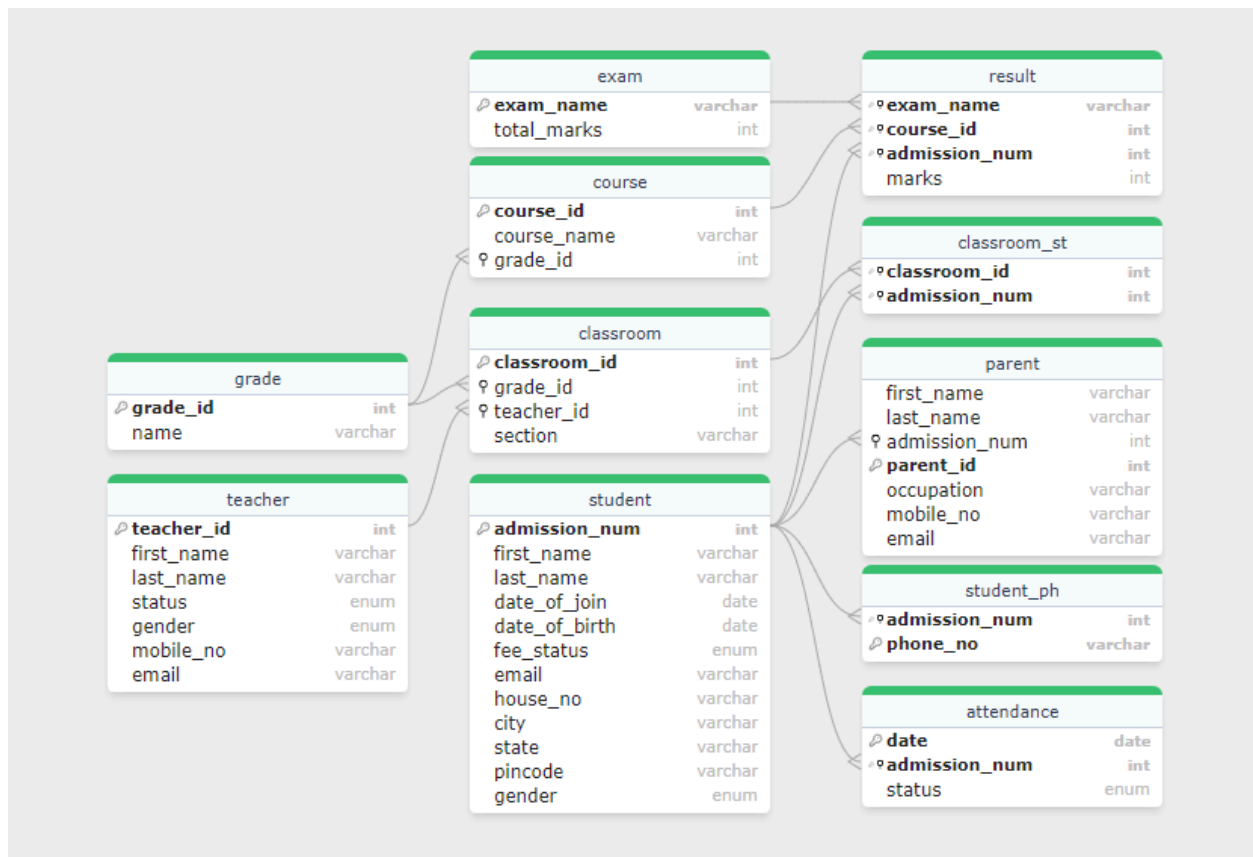 exam
exam_name varchar
total_marks int
course
course_id int
course_name varchar
grade_id int
classroom
classroom_id int
grade_id int
teacher_id int
section varchar
grade
grade_id int
name varchar
teacher
teacher_id int
first_name varchar
last_name varchar
status enum
gender enum
mobile_no varchar
email varchar
student
admission_num int
first_name varchar
last_name varchar
date_of_join date
date_of_birth date
fee_status enum
email varchar
house_no varchar
city varchar
state varchar
pincode varchar
gender enum
result
exam_name varchar
course_id int
admission_num int
marks int
classroom_st
classroom_id int
admission_num int
parent
first_name varchar
last_name varchar
admission_num int
parent_id int
occupation varchar
mobile_no varchar
email varchar
student_ph
admission_num int
phone_no varchar
attendance
date date
admission_num int
status enum